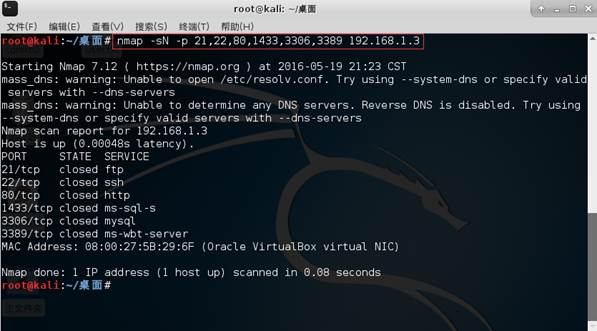 root@kali: ~/桌面
文件(F) 编辑(E) 查看(V) 搜索(S) 终端(T) 帮助(H)
root@kali:~/桌面# nmap -sN -p 21,22,80,1433,3306,3389 192.168.1.3
Starting Nmap 7.12 ( https://nmap.org ) at 2016-05-19 21:23 CST
mass_dns: warning: Unable to open /etc/resolv.conf. Try using --system-dns or specify valid
servers with --dns-servers
mass_dns: warning: Unable to determine any DNS servers. Reverse DNS is disabled. Try using
--system-dns or specify valid servers with --dns-servers
Nmap scan report for 192.168.1.3
Host is up (0.00048s latency).
PORT STATE SERVICE
21/tcp closed ftp
22/tcp closed ssh
80/tcp closed http
1433/tcp closed ms-sql-s
3306/tcp closed mysql
3389/tcp closed ms-wbt-server
MAC Address: 08:00:27:5B:29:6F (Oracle VirtualBox virtual NIC)
Nmap done: 1 IP address (1 host up) scanned in 0.08 seconds
root@kali:~/桌面#